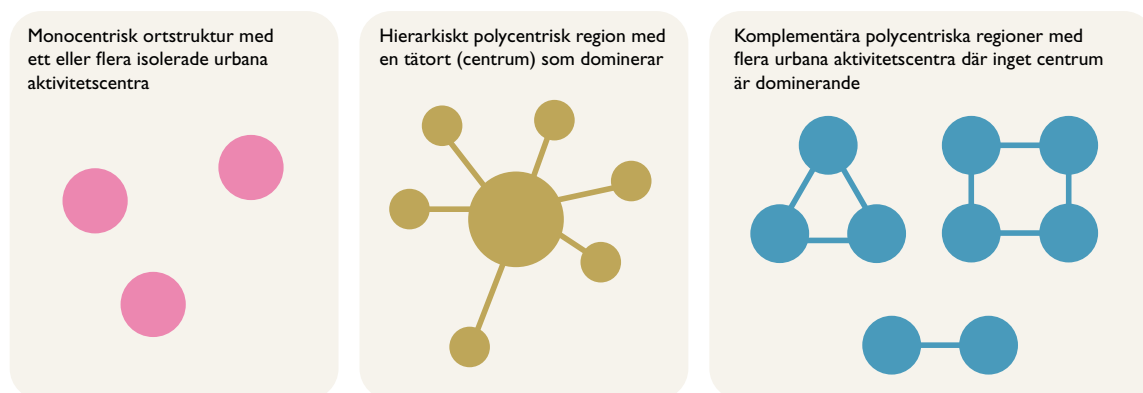 Monocentrisk ortstruktur med
ett eller flera isolerade urbana
aktivitetscentra
Hierarkiskt polycentrisk region med
en tätort (centrum) som dominerar
Komplementära polycentriska regioner med
flera urbana aktivitetscentra där inget centrum
är dominerande